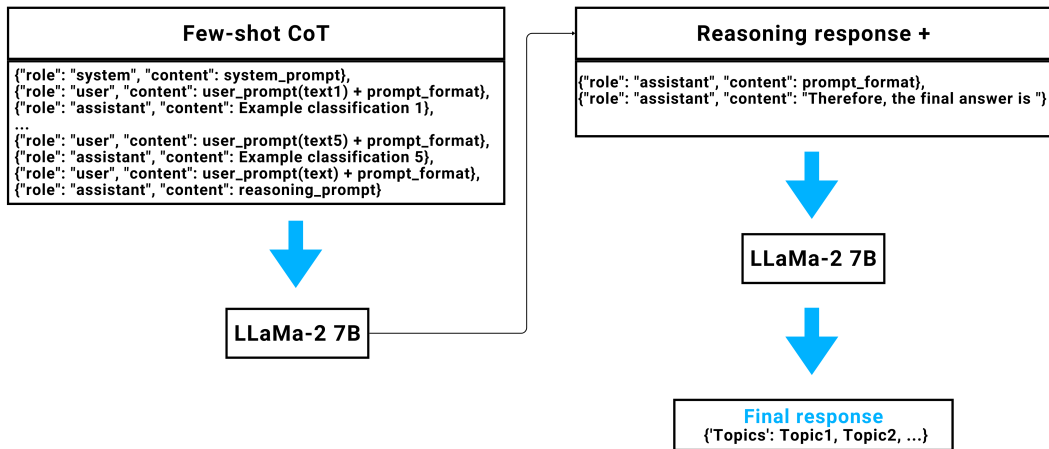 Few-shot CoT
{"role": "system", "content": system_prompt},
{"role": "user", "content": user_prompt(text1) + prompt_format},
{"role": "assistant", "content": Example classification 1},
...
{"role": "user", "content": user_prompt(text5) + prompt_format},
{"role": "assistant", "content": Example classification 5},
{"role": "user", "content": user_prompt(text) + prompt_format},
{"role": "assistant", "content": reasoning_prompt}
LLaMa-2 7B
Reasoning response +
{"role": "assistant", "content": prompt_format},
{"role": "assistant", "content": "Therefore, the final answer is "}
LLaMa-2 7B
Final response
{'Topics': Topic1, Topic2, ...}